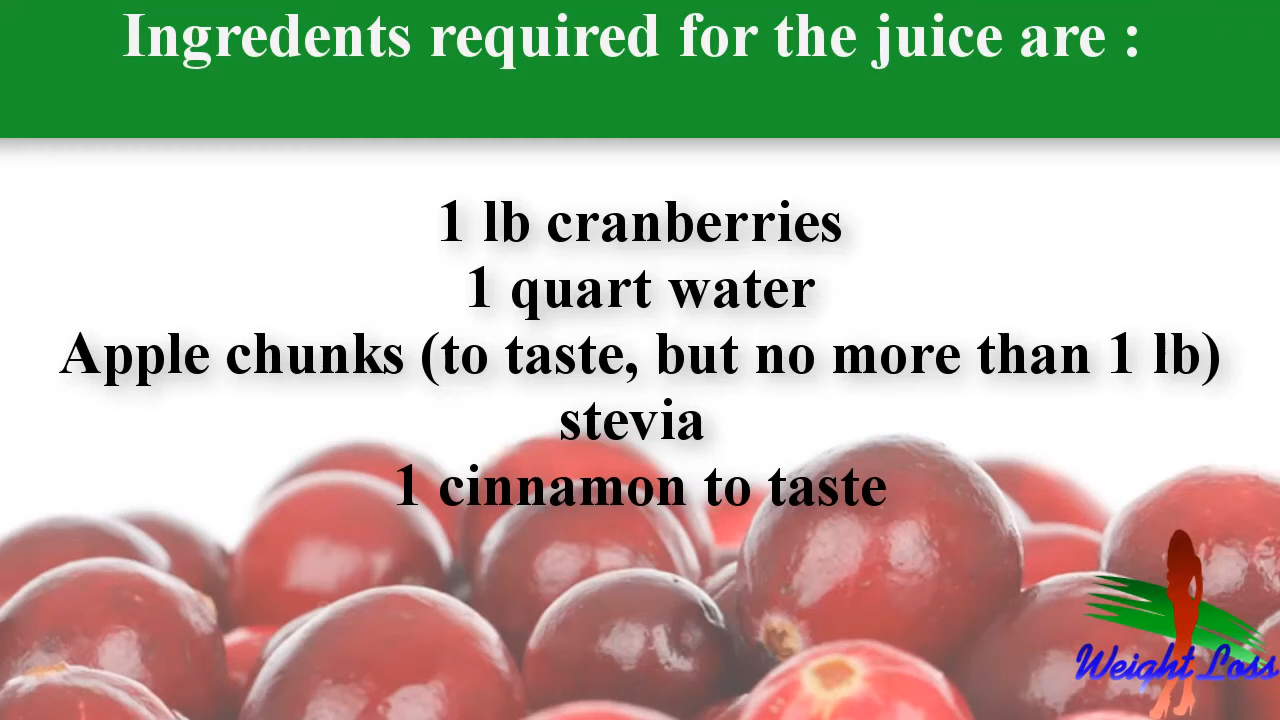 Ingredents required for the juice are :
1 lb cranberries
1 quart water
Apple chunks (to taste, but no more than 1 lb)
stevia
1 cinnamon to taste
Weight Loss